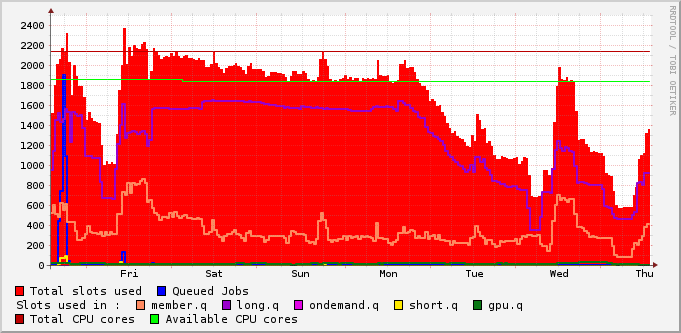 2400
2200
2000
1800
1600
1400
1200
1000
800
600
400
200
0
Fri Sat Sun Mon Tue Wed Thu
RRDTOOL / TOBI OETIKER
Total slots used Queued Jobs
Slots used in : member.q long.q ondemand.q short.q gpu.q
Total CPU cores Available CPU cores